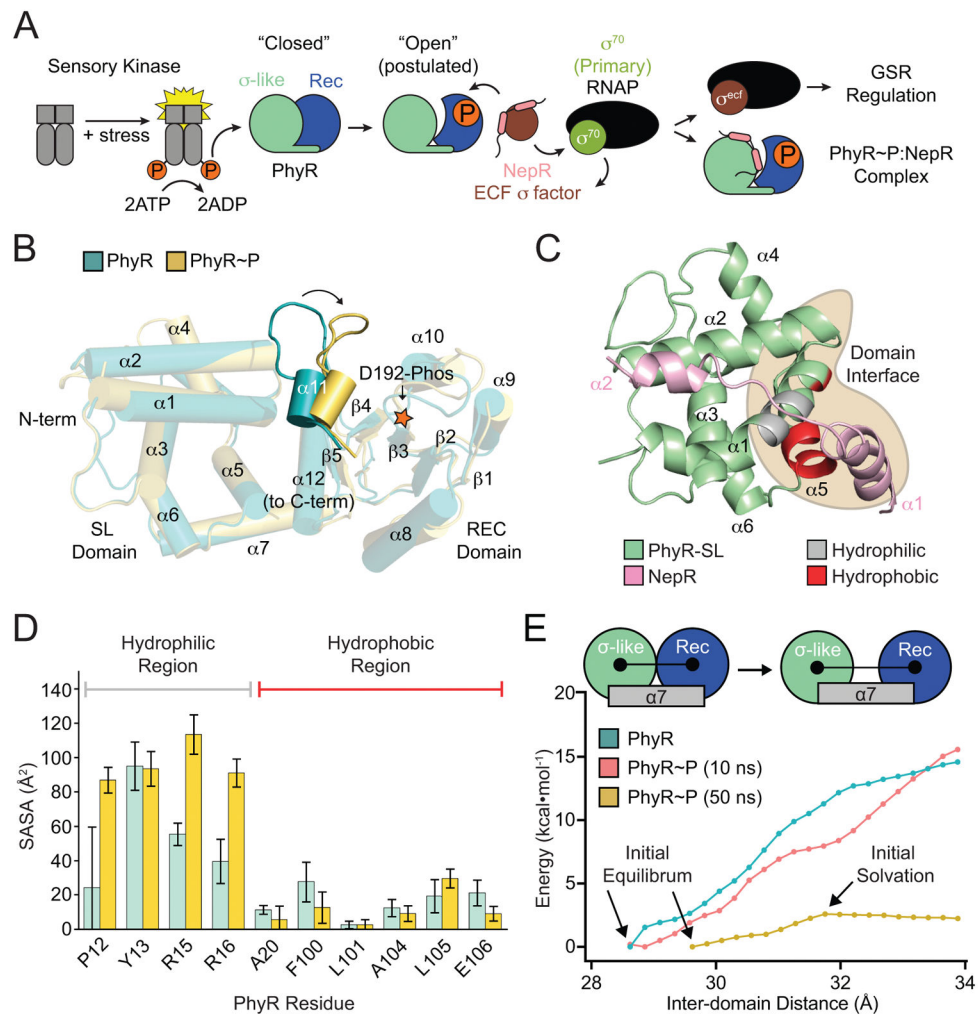 A
"Closed"
"Open"
(postulated)
σ70
(Primary)
RNAP
GSR
Regulation
Sensory Kinase
+ stress
σ-like
Rec
P
P
2ATP
2ADP
PhyR
P
NepR
ECF σ factor
σ70
σecf
P
PhyR~P:NepR
Complex
B
PhyR
PhyR~P
α4
α2
α1
N-term
α3
α5
α6
α7
SL
Domain
α11
α10
D192-Phos
α9
β4
β3
β2
β1
β5
α12
(to C-term)
α8
REC
Domain
C
α4
α2
α2
α3
α1
α5
α6
α1
Domain
Interface
PhyR-SL
Hydrophilic
NepR
Hydrophobic
D
Hydrophilic
Region
Hydrophobic
Region
SASA (Å²)
140
120
100
80
60
40
20
0
P12
Y13
R15
R16
A20
F100
L101
A104
L105
E106
PhyR Residue
E
σ-like
Rec
α7
σ-like
Rec
α7
PhyR
PhyR~P (10 ns)
PhyR~P (50 ns)
Energy (kcal•mol⁻¹)
20
15
10
5
0
Initial
Equilibrum
Initial
Solvation
28
30
32
34
Inter-domain Distance (Å)